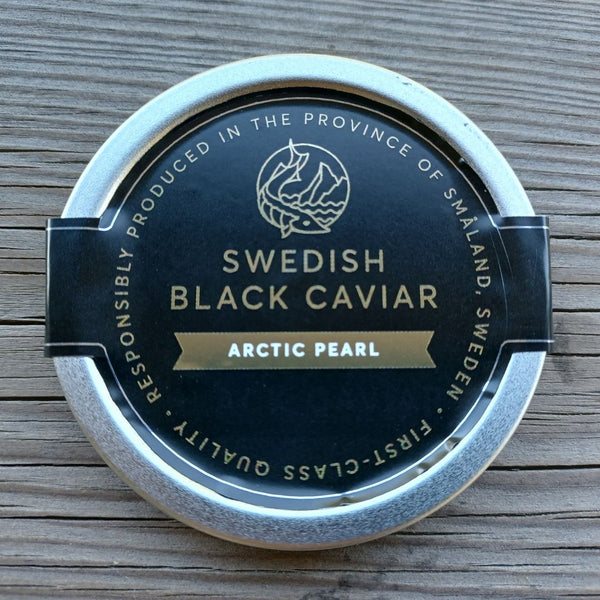 RESPONSIBLY PRODUCED IN THE PROVINCE OF SMÅLAND, SWEDEN • FIRST-CLASS QUALITY •
SWEDISH
BLACK CAVIAR
ARCTIC PEARL